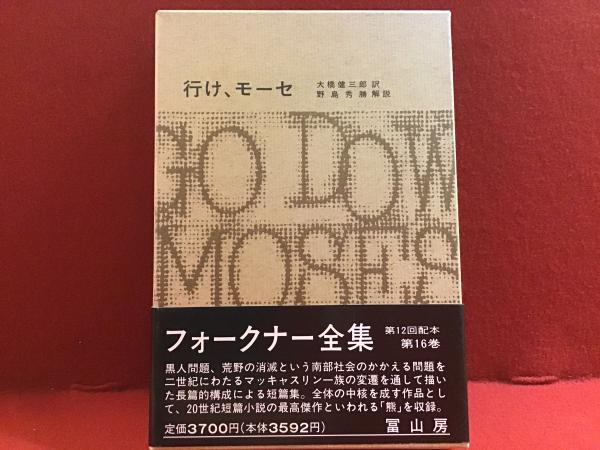 行け、モーセ
大橋健三郎 訳
野島秀勝 解説
GO DOW
MOSES
フォークナー全集 第12回配本
第16巻
黒人問題、荒野の消滅という南部社会のかかえる問題を
二世紀にわたるマッキャスリン一族の変遷を通して描い
た長篇的構成による短篇集。全体の中核を成す作品とし
て、20世紀短篇小説の最高傑作といわれる「熊」を収録。
定価3700円(本体3592円) 冨山房